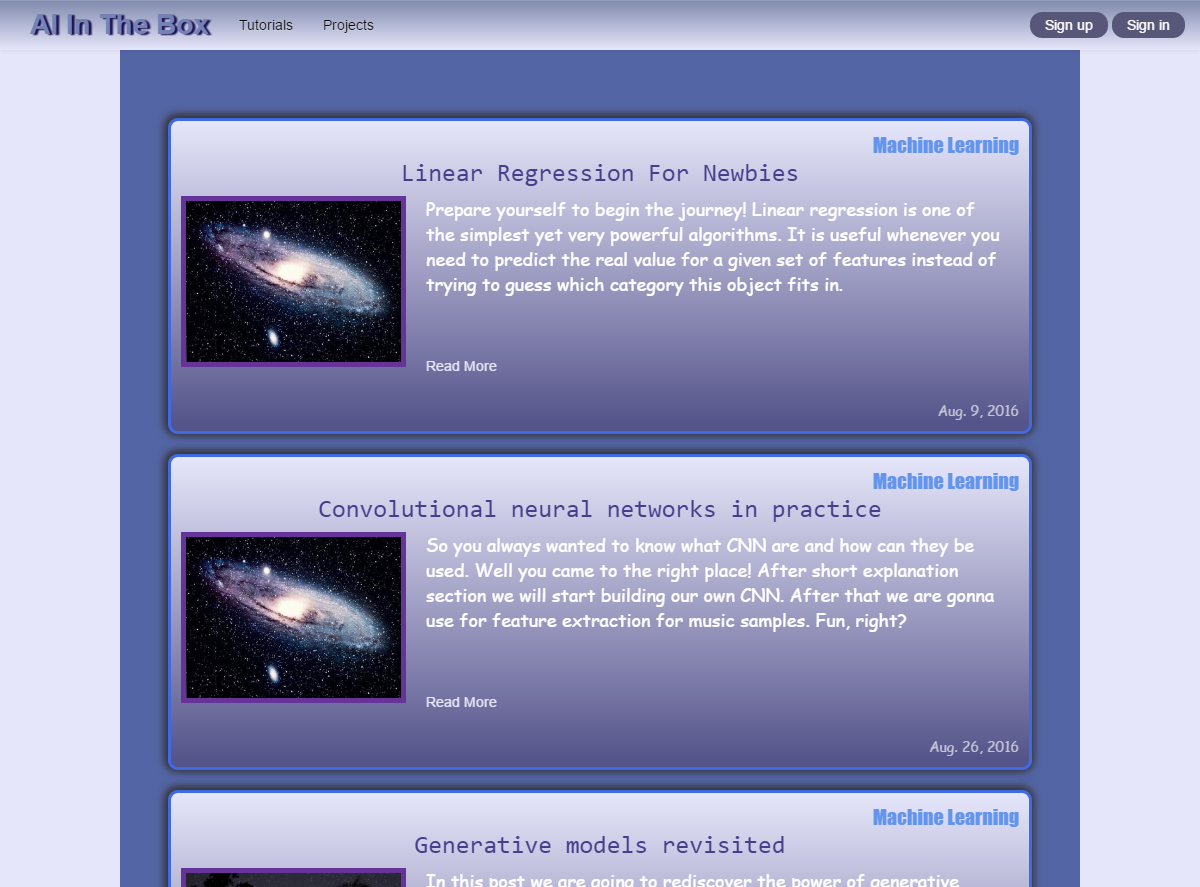 AI In The Box
Tutorials
Projects
Sign up
Sign in
Machine Learning
Linear Regression For Newbies
Prepare yourself to begin the journey! Linear regression is one of
the simplest yet very powerful algorithms. It is useful whenever you
need to predict the real value for a given set of features instead of
trying to guess which category this object fits in.
Read More
Aug. 9, 2016
Machine Learning
Convolutional neural networks in practice
So you always wanted to know what CNN are and how can they be
used. Well you came to the right place! After short explanation
section we will start building our own CNN. After that we are gonna
use for feature extraction for music samples. Fun, right?
Read More
Aug. 26, 2016
Machine Learning
Generative models revisited
In this post we are going to rediscover the power of generative